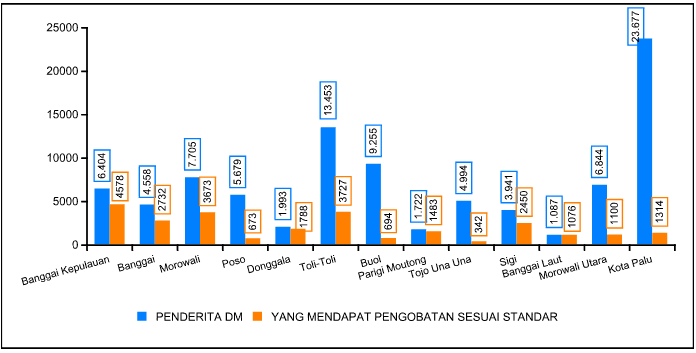 25000
20000
15000
10000
5000
0
6.404
4578
4.558
2732
7.705
3673
5.679
673
1.993
1788
13.453
3727
9.255
694
1.722
1483
4.994
342
3.941
2450
1.087
1076
6.844
1100
23.677
1314
Banggai Kepulauan
Banggai
Morowali
Poso
Donggala
Toli-Toli
Buol
Parigi Moutong
Tojo Una Una
Sigi
Banggai Laut
Morowali Utara
Kota Palu
PENDERITA DM
YANG MENDAPAT PENGOBATAN SESUAI STANDAR